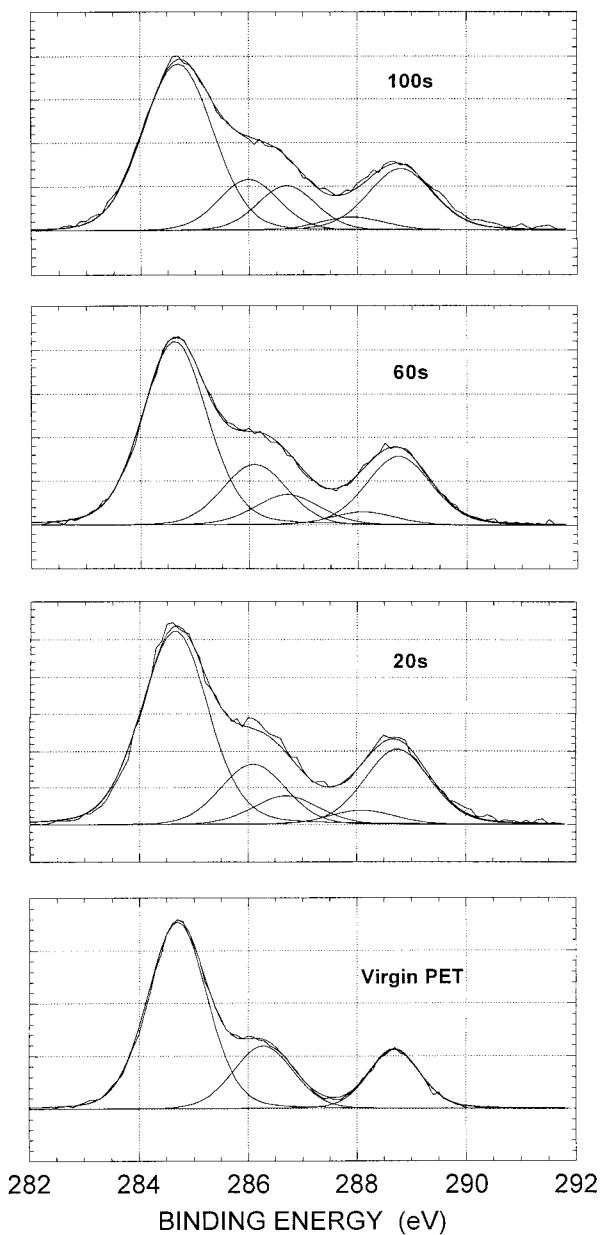 100s
60s
20s
Virgin PET
282 284 286 288 290 292
BINDING ENERGY (eV)